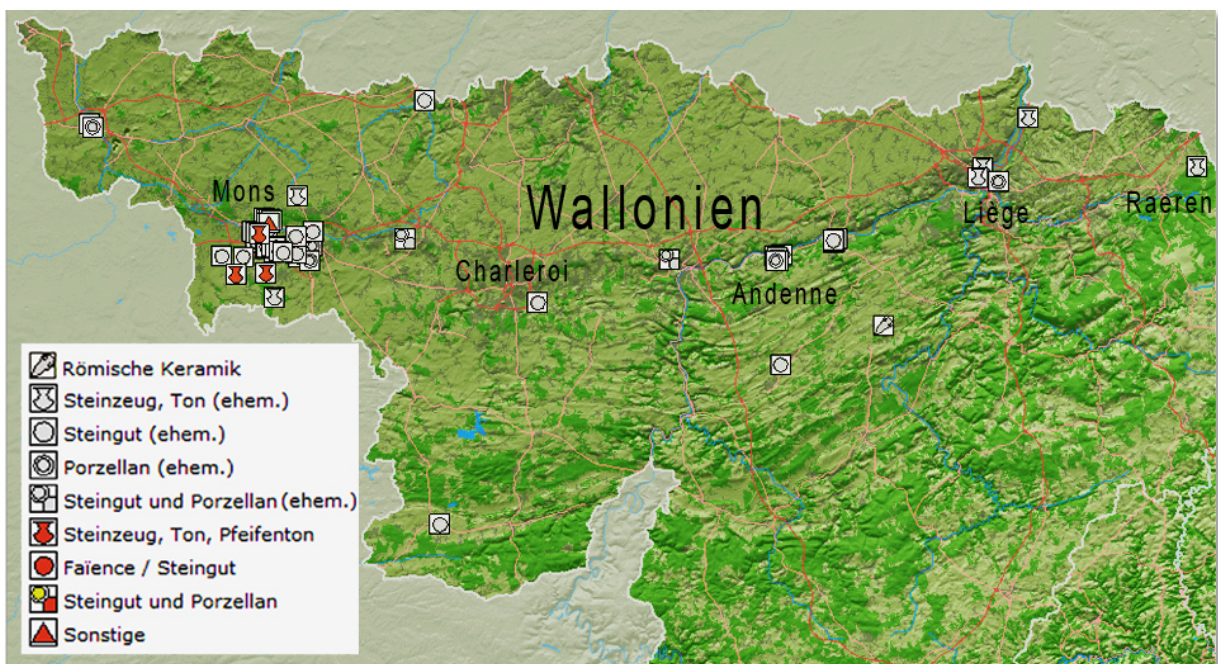 Mons
Wallonien
Liège
Raeren
Charleroi
Andenne
Römische Keramik
Steinzeug, Ton (ehem.)
Steingut (ehem.)
Porzellan (ehem.)
Steingut und Porzellan (ehem.)
Steinzeug, Ton, Pfeifenton
Faïence / Steingut
Steingut und Porzellan
Sonstige